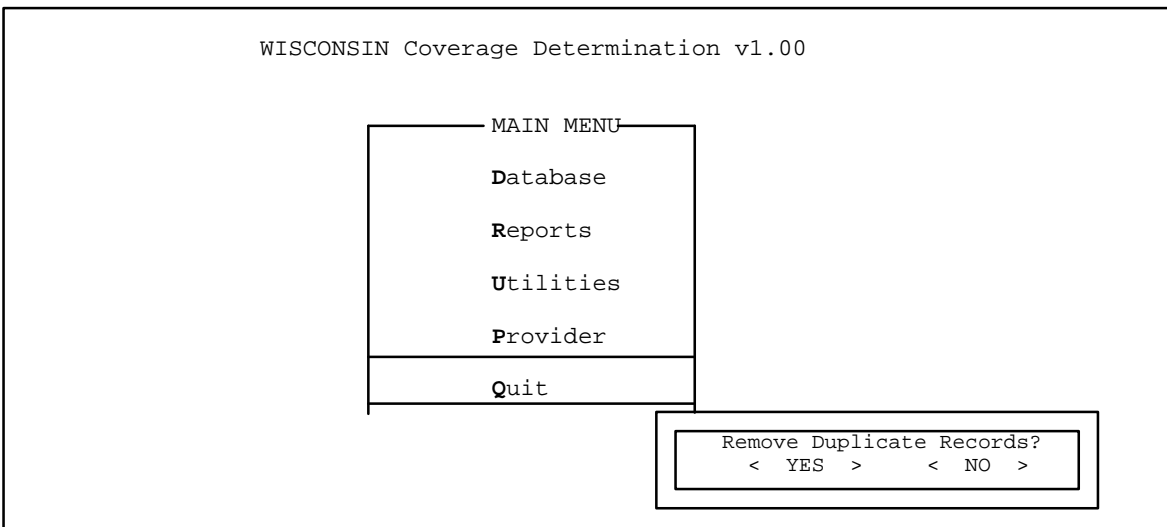 WISCONSIN Coverage Determination v1.00
MAIN MENU
Database
Reports
Utilities
Provider
Quit
Remove Duplicate Records?
< YES > < NO >